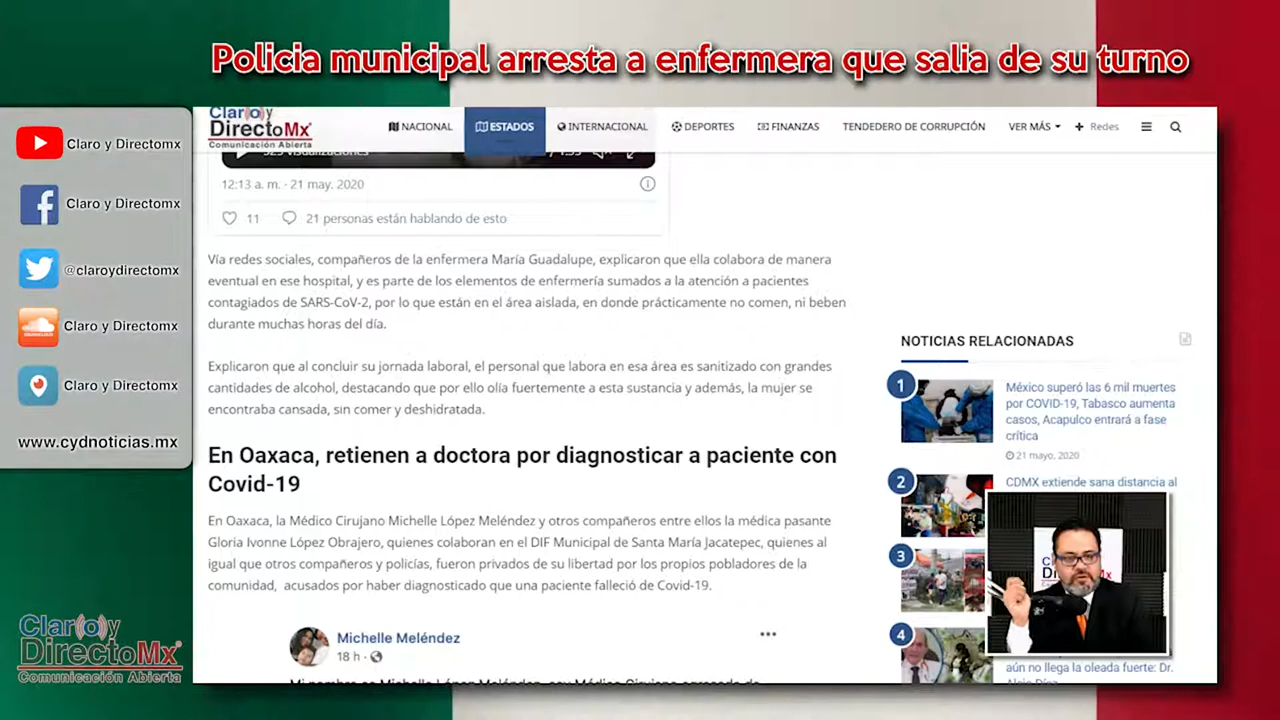 Policia municipal arresta a enfermera que salia de su turno
Claro y Directomx
Claro y Directomx
@claroydirectomx
Claro y Directomx
Claro y Directomx
www.cydnoticias.mx
Claro y
DirectoMx
Comunicación Abierta
Claro y
DirectoMx
Comunicación Abierta
NACIONAL
ESTADOS
INTERNACIONAL
DEPORTES
FINANZAS
TENDEDERO DE CORRUPCIÓN
VER MÁS
Redes
12:13 a. m. · 21 may. 2020
11
21 personas están hablando de esto
Vía redes sociales, compañeros de la enfermera María Guadalupe, explicaron que ella colabora de manera
eventual en ese hospital, y es parte de los elementos de enfermería sumados a la atención a pacientes
contagiados de SARS-CoV-2, por lo que están en el área aislada, en donde prácticamente no comen, ni beben
durante muchas horas del día.
Explicaron que al concluir su jornada laboral, el personal que labora en esa área es sanitizado con grandes
cantidades de alcohol, destacando que por ello olía fuertemente a esta sustancia y además, la mujer se
encontraba cansada, sin comer y deshidratada.
En Oaxaca, retienen a doctora por diagnosticar a paciente con
Covid-19
En Oaxaca, la Médico Cirujano Michelle López Meléndez y otros compañeros entre ellos la médica pasante
Gloria Ivonne López Obrajero, quienes colaboran en el DIF Municipal de Santa María Jacatepec, quienes al
igual que otros compañeros y policías, fueron privados de su libertad por los propios pobladores de la
comunidad, acusados por haber diagnosticado que una paciente falleció de Covid-19.
Michelle Meléndez
18 h
NOTICIAS RELACIONADAS
1
México superó las 6 mil muertes
por COVID-19, Tabasco aumenta
casos, Acapulco entrará a fase
crítica
21 mayo, 2020
2
CDMX extiende sana distancia al
3
4
aún no llega la oleada fuerte: Dr.